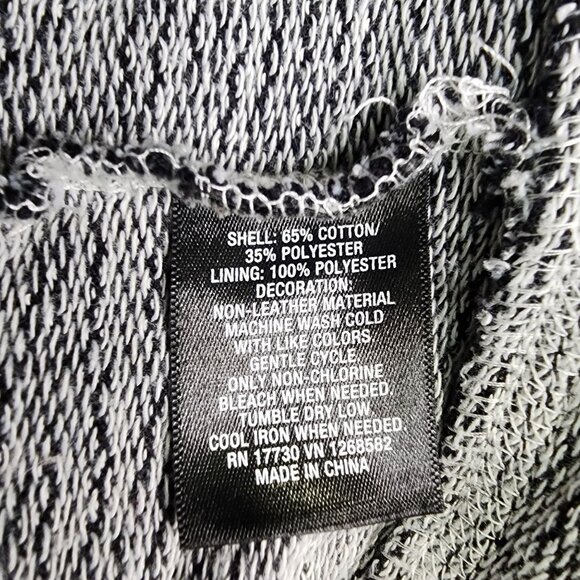 SHELL: 65% COTTON/
35% POLYESTER
LINING: 100% POLYESTER
DECORATION:
NON-LEATHER MATERIAL
MACHINE WASH COLD
WITH LIKE COLORS
GENTLE CYCLE
ONLY NON-CHLORINE
BLEACH WHEN NEEDED.
TUMBLE DRY LOW
COOL IRON WHEN NEEDED.
RN 17730 VN 1268582
MADE IN CHINA